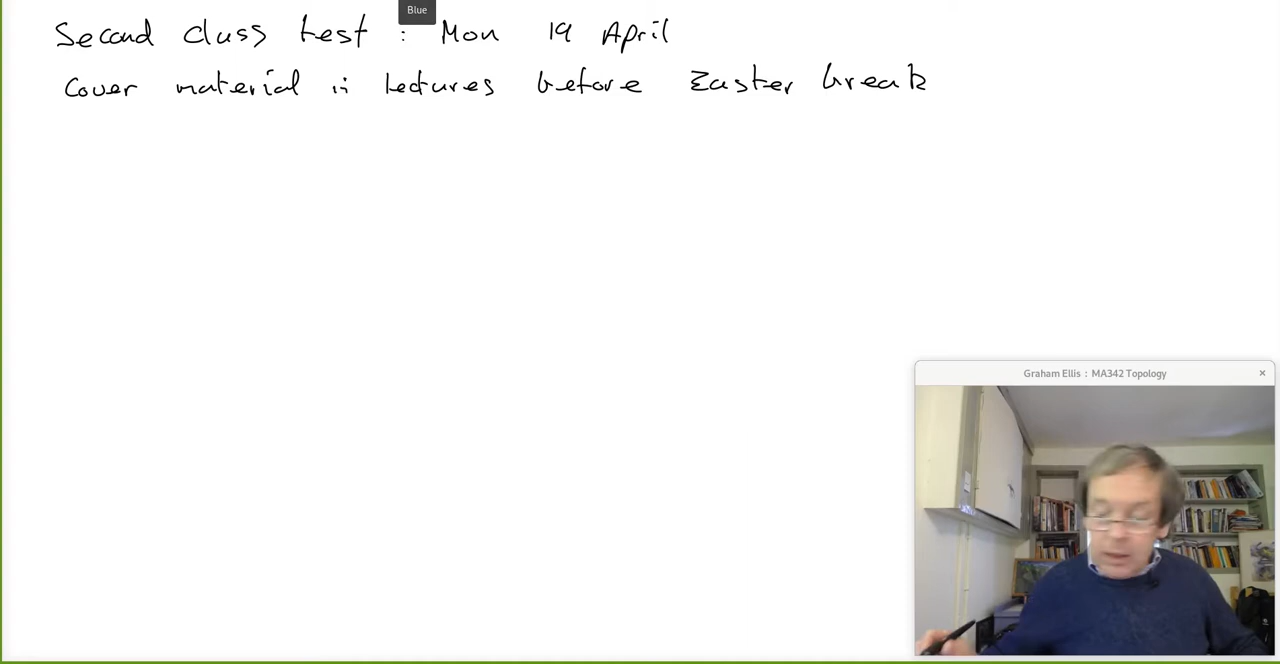 Blue
Second class test : Mon 19 April
Cover material in lectures before Easter break
Graham Ellis : MA342 Topology